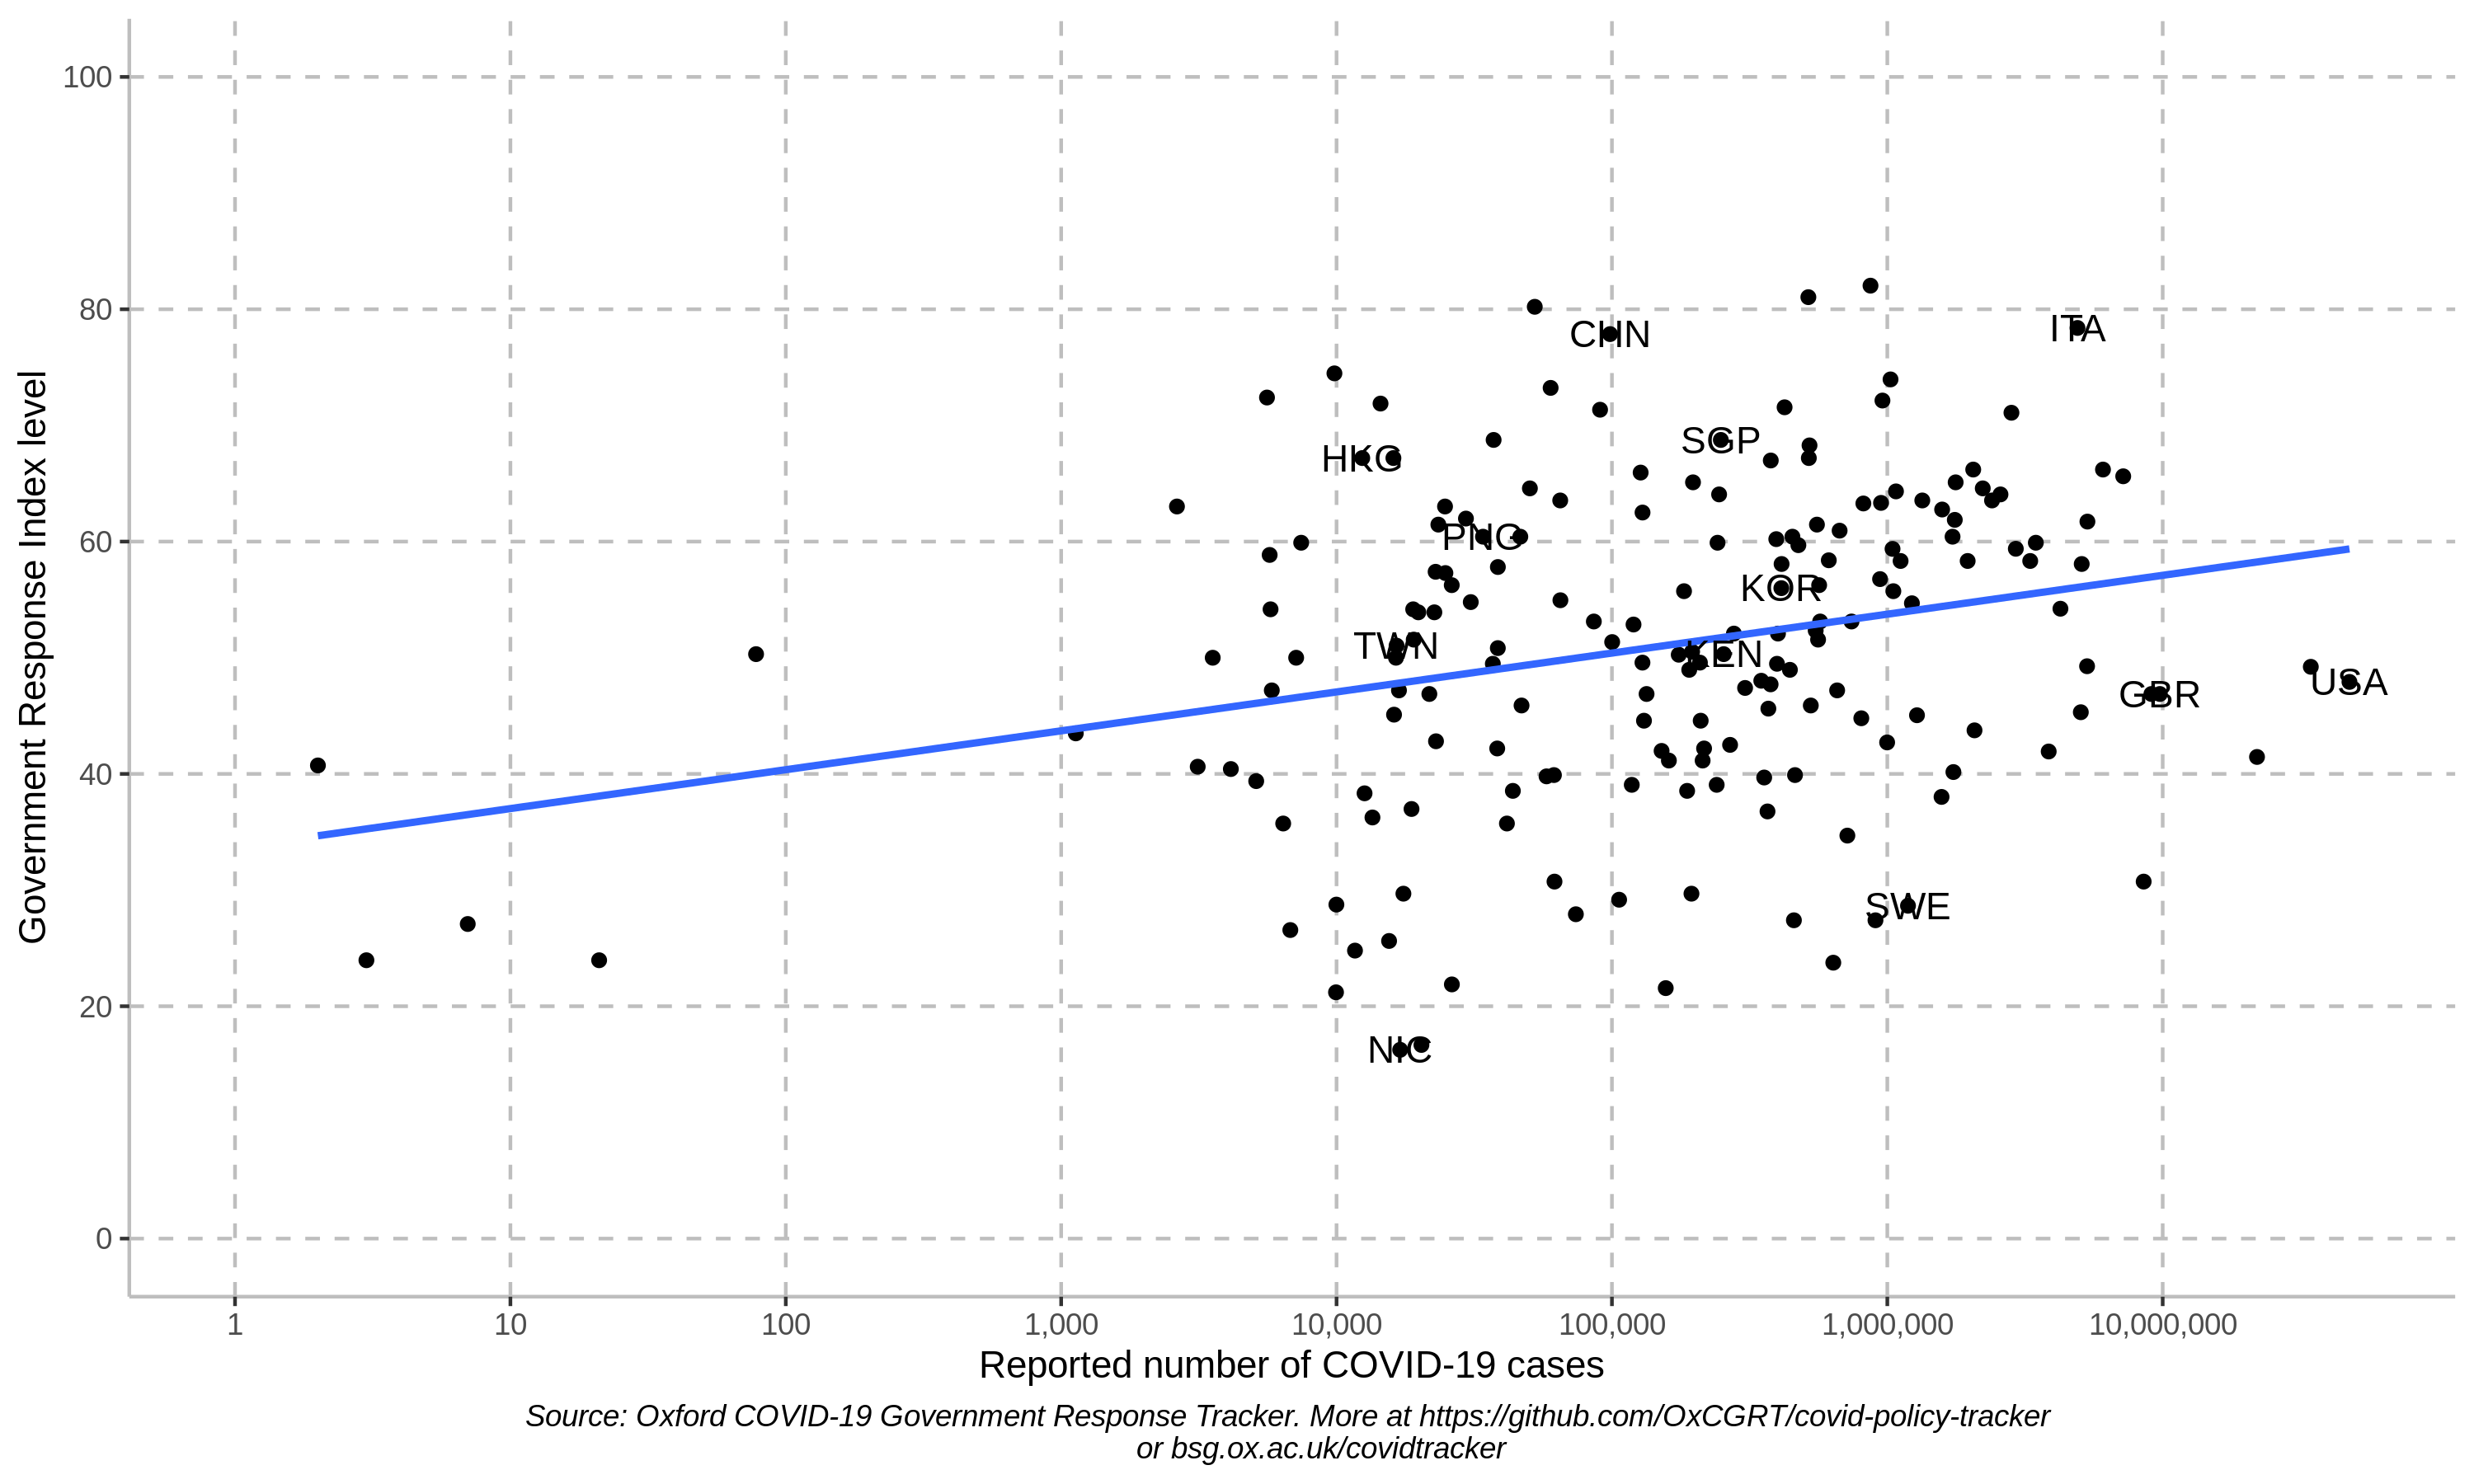 Government Response Index level
100
80
60
40
20
0
CHN
ITA
SGP
HKG
PNG
KOR
TWN
KEN
USA
GBR
SWE
NIC
1 10 100 1,000 10,000 100,000 1,000,000 10,000,000
Reported number of COVID-19 cases
Source: Oxford COVID-19 Government Response Tracker. More at https://github.com/OxCGRT/covid-policy-tracker
or bsg.ox.ac.uk/covidtracker